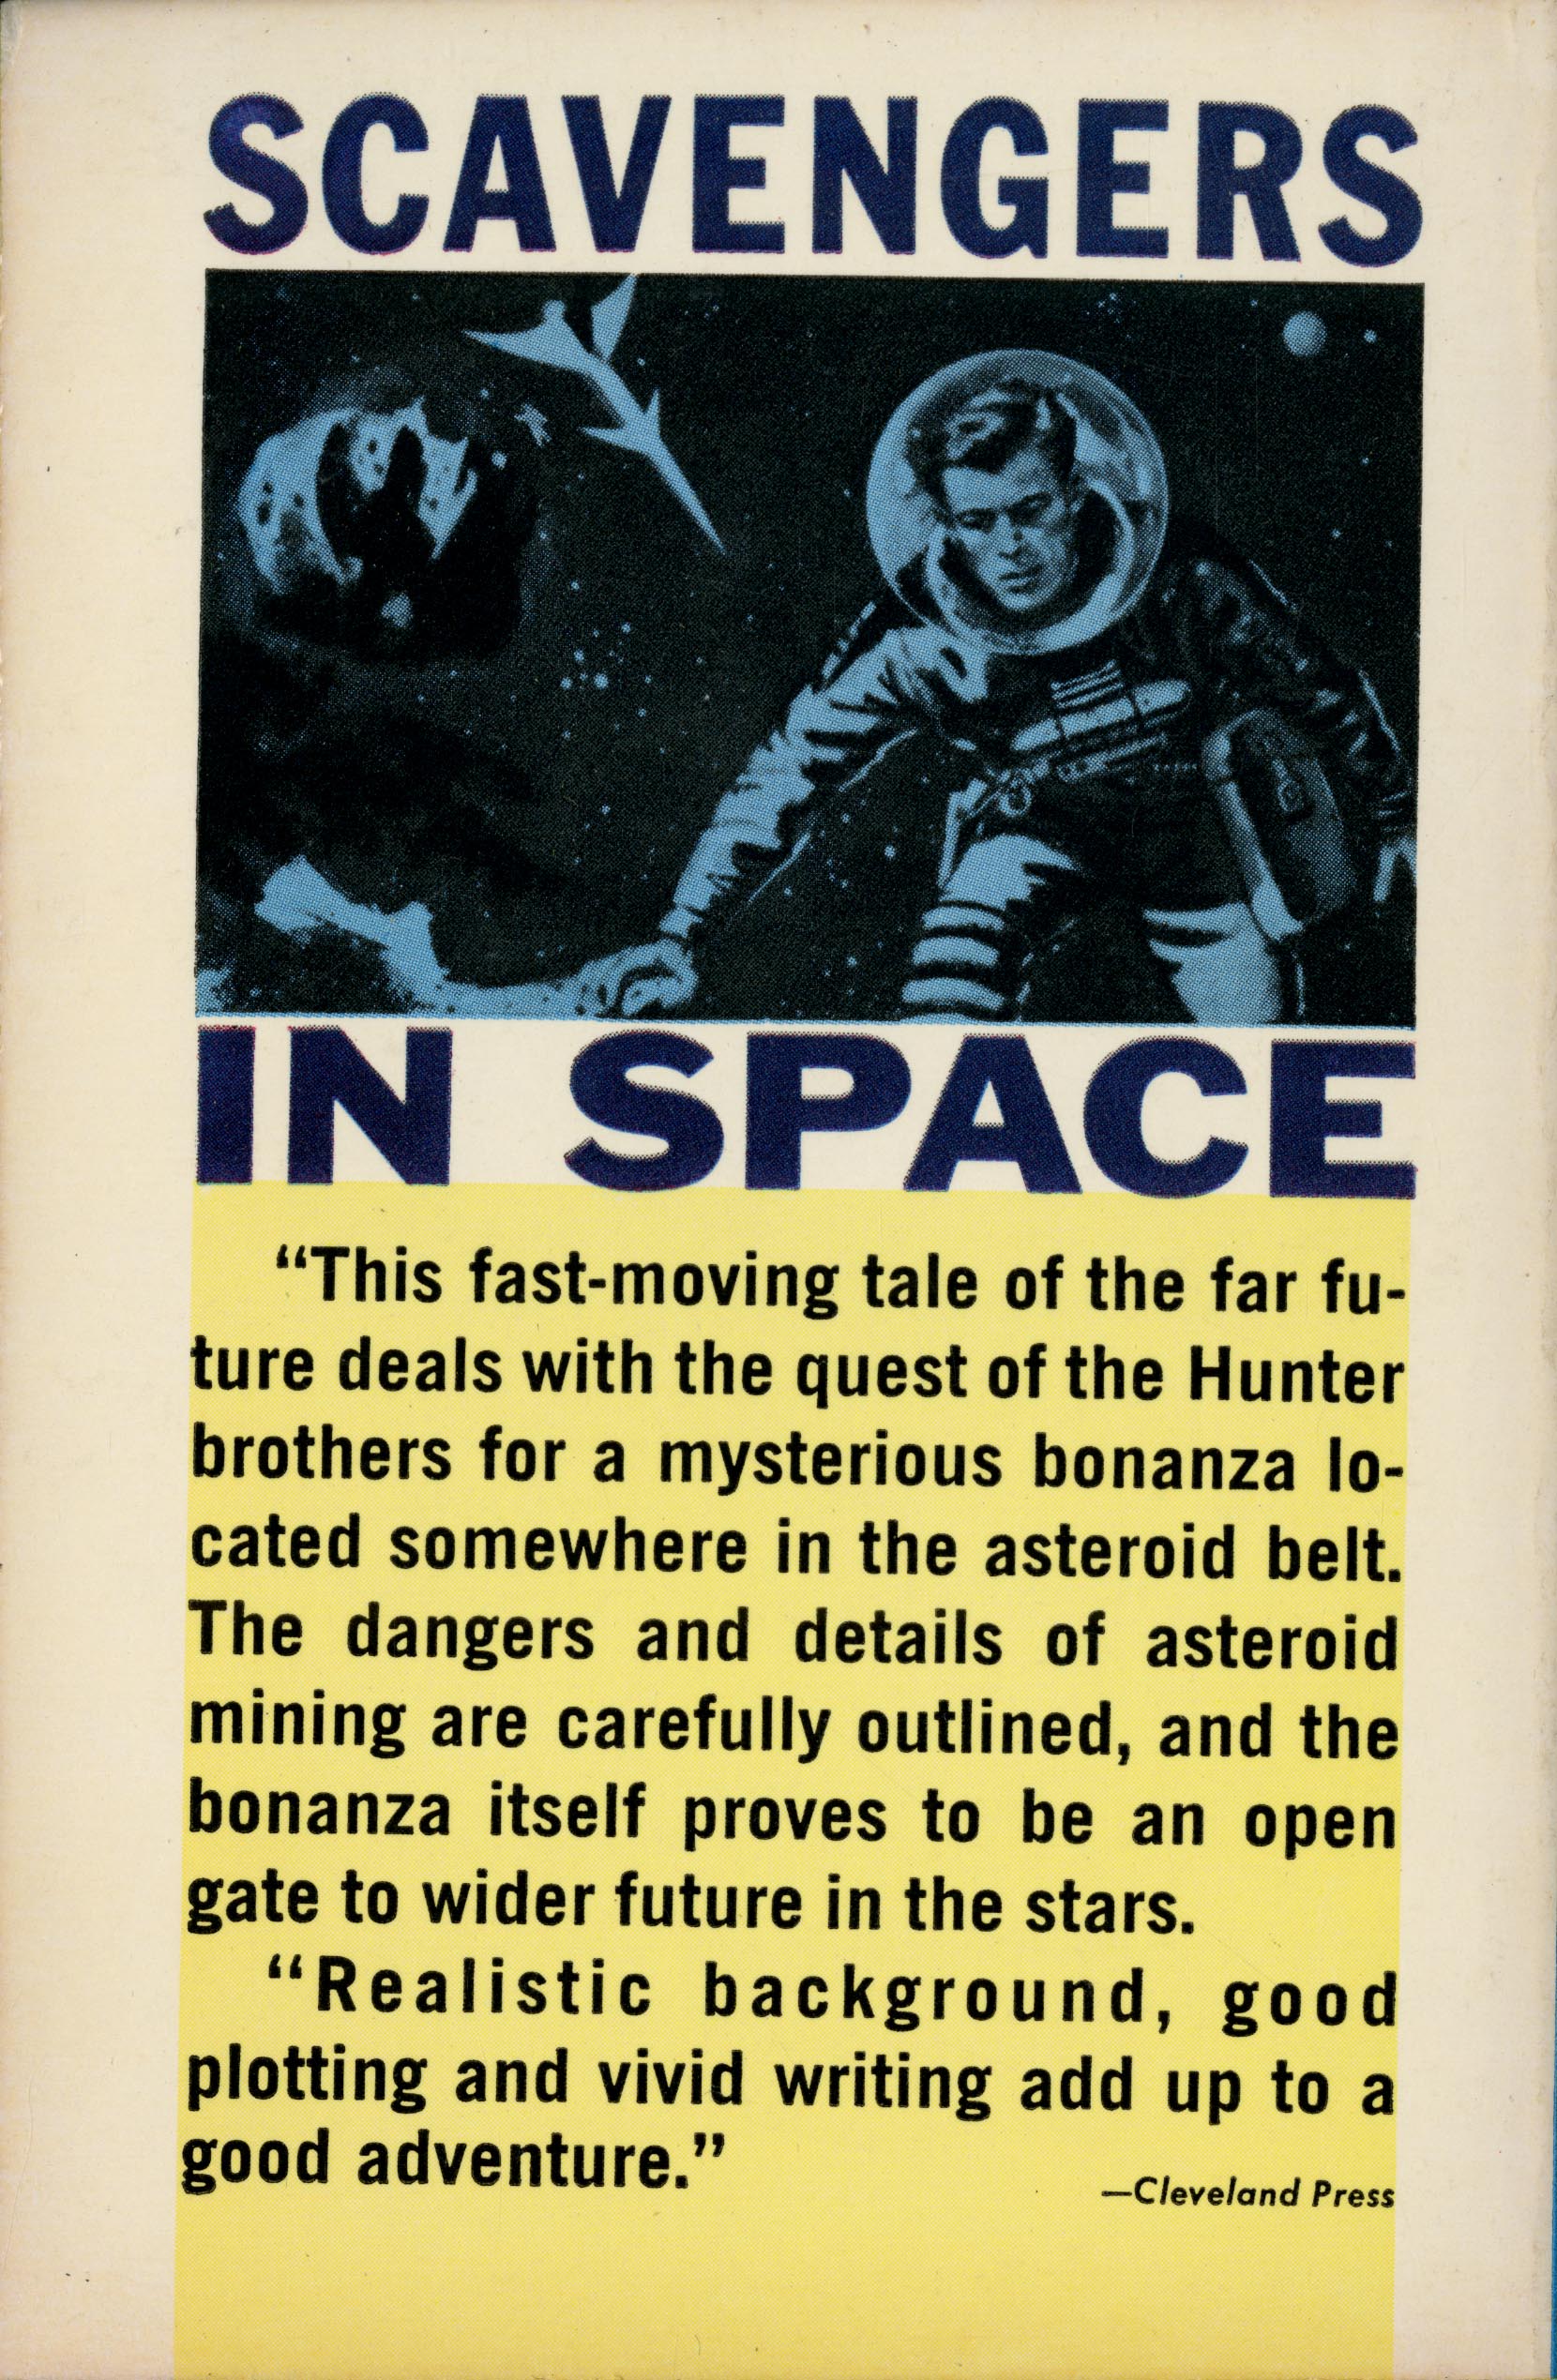 SCAVENGERS
IN SPACE
“This fast-moving tale of the far fu-
ture deals with the quest of the Hunter
brothers for a mysterious bonanza lo-
cated somewhere in the asteroid belt.
The dangers and details of asteroid
mining are carefully outlined, and the
bonanza itself proves to be an open
gate to wider future in the stars.
“Realistic background, good
plotting and vivid writing add up to a
good adventure.”
—Cleveland Press